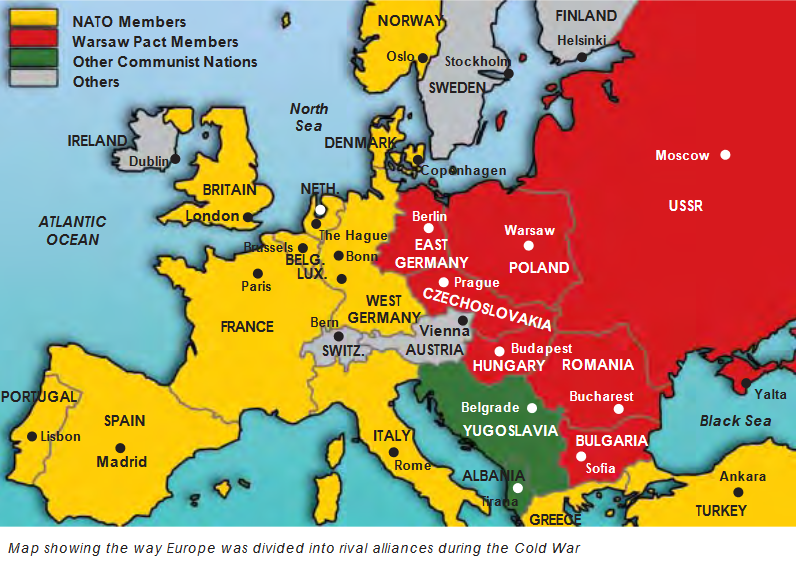 NATO Members
Warsaw Pact Members
Other Communist Nations
Others
NORWAY
Oslo
FINLAND
Helsinki
Stockholm
SWEDEN
North
Sea
IRELAND
Dublin
DENMARK
Copenhagen
Moscow
USSR
BRITAIN
London
NETH.
ATLANTIC
OCEAN
Berlin
EAST
GERMANY
Warsaw
POLAND
The Hague
Brussels
BELG.
Bonn
LUX.
Paris
Prague
CZECHOSLOVAKIA
WEST
GERMANY
FRANCE
Bern
SWITZ.
Vienna
AUSTRIA
Budapest
HUNGARY
ROMANIA
Bucharest
Yalta
Black Sea
PORTUGAL
Lisbon
SPAIN
Madrid
ITALY
Rome
Belgrade
YUGOSLAVIA
BULGARIA
Sofia
ALBANIA
Tirana
GREECE
Ankara
TURKEY
Map showing the way Europe was divided into rival alliances during the Cold War